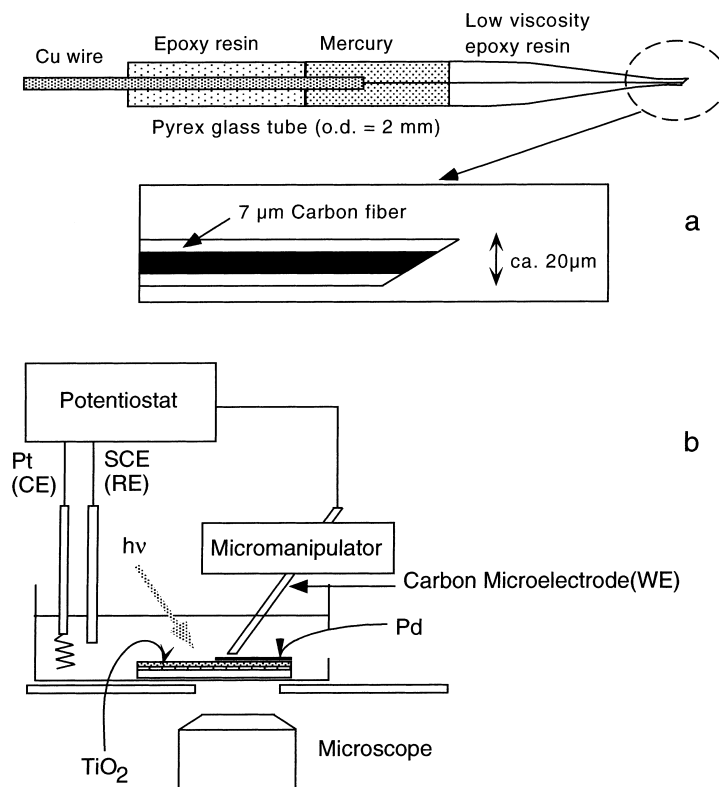 Low viscosity
epoxy resin
Cu wire
Epoxy resin
Mercury
Pyrex glass tube (o.d. = 2 mm)
7 µm Carbon fiber
ca. 20µm
a
Potentiostat
b
Pt
(CE)
SCE
(RE)
hν
Micromanipulator
Carbon Microelectrode(WE)
Pd
TiO2
Microscope